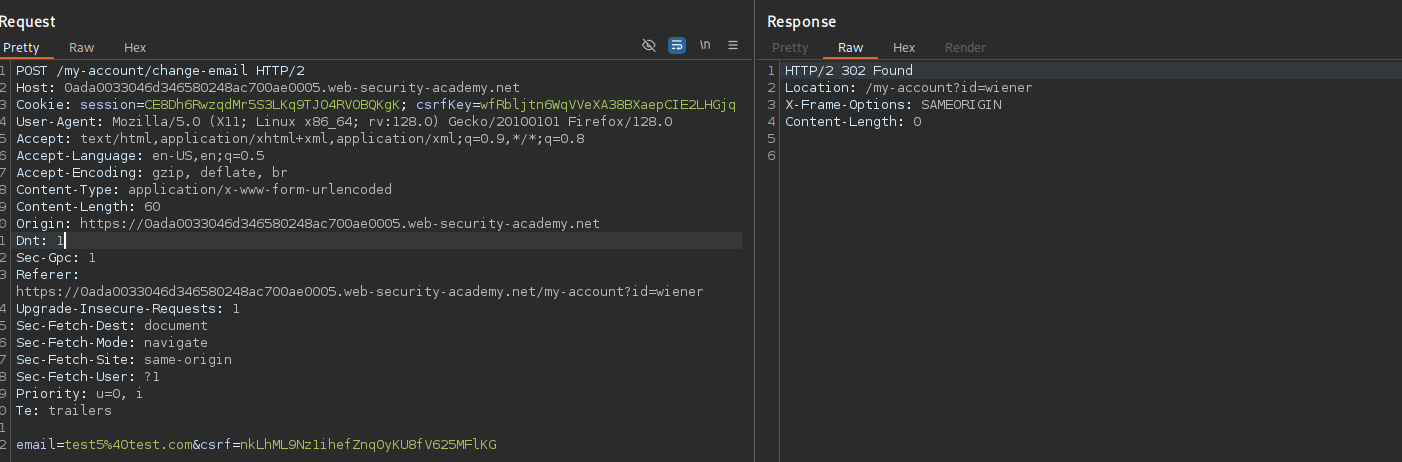 Request
Response
Pretty Raw Hex
\n
Pretty Raw Hex Render
1 POST /my-account/change-email HTTP/2
2 Host: 0ada0033046d346580248ac700ae0005.web-security-academy.net
3 Cookie: session=CE8Dh6RwzqdMr5S3LKq9TJO4RVOBQKgK; csrfKey=wfRbljtn6WqVVeXA38BXaepCIE2LHGjq
4 User-Agent: Mozilla/5.0 (X11; Linux x86_64; rv:128.0) Gecko/20100101 Firefox/128.0
5 Accept: text/html,application/xhtml+xml,application/xml;q=0.9,*/*;q=0.8
6 Accept-Language: en-US,en;q=0.5
7 Accept-Encoding: gzip, deflate, br
8 Content-Type: application/x-www-form-urlencoded
9 Content-Length: 60
0 Origin: https://0ada0033046d346580248ac700ae0005.web-security-academy.net
1 Dnt: 1
2 Sec-Gpc: 1
3 Referer:
https://0ada0033046d346580248ac700ae0005.web-security-academy.net/my-account?id=wiener
4 Upgrade-Insecure-Requests: 1
5 Sec-Fetch-Dest: document
6 Sec-Fetch-Mode: navigate
7 Sec-Fetch-Site: same-origin
8 Sec-Fetch-User: ?1
9 Priority: u=0, i
0 Te: trailers
1
2 email=test5%40test.com&csrf=nkLhML9Nz1ihefZnqOyKU8fV625MFlKG
1 HTTP/2 302 Found
2 Location: /my-account?id=wiener
3 X-Frame-Options: SAMEORIGIN
4 Content-Length: 0
5
6